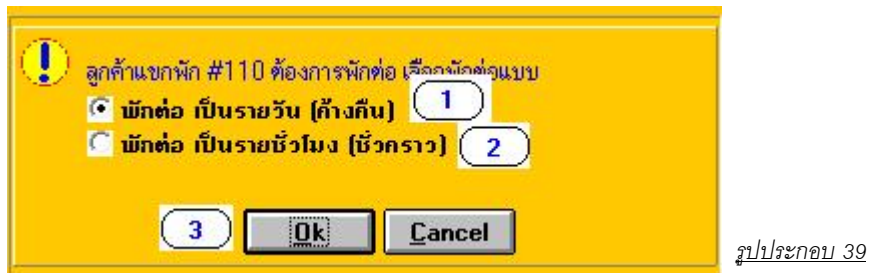 ลูกค้าแขกพัก #110 ต้องการพักต่อ เลือกพักต่อแบบ
พักต่อ เป็นรายวัน (ค้างคืน) 1
พักต่อ เป็นรายชั่วโมง (ชั่วคราว) 2
3 Ok Cancel
รูปประกอบ 39